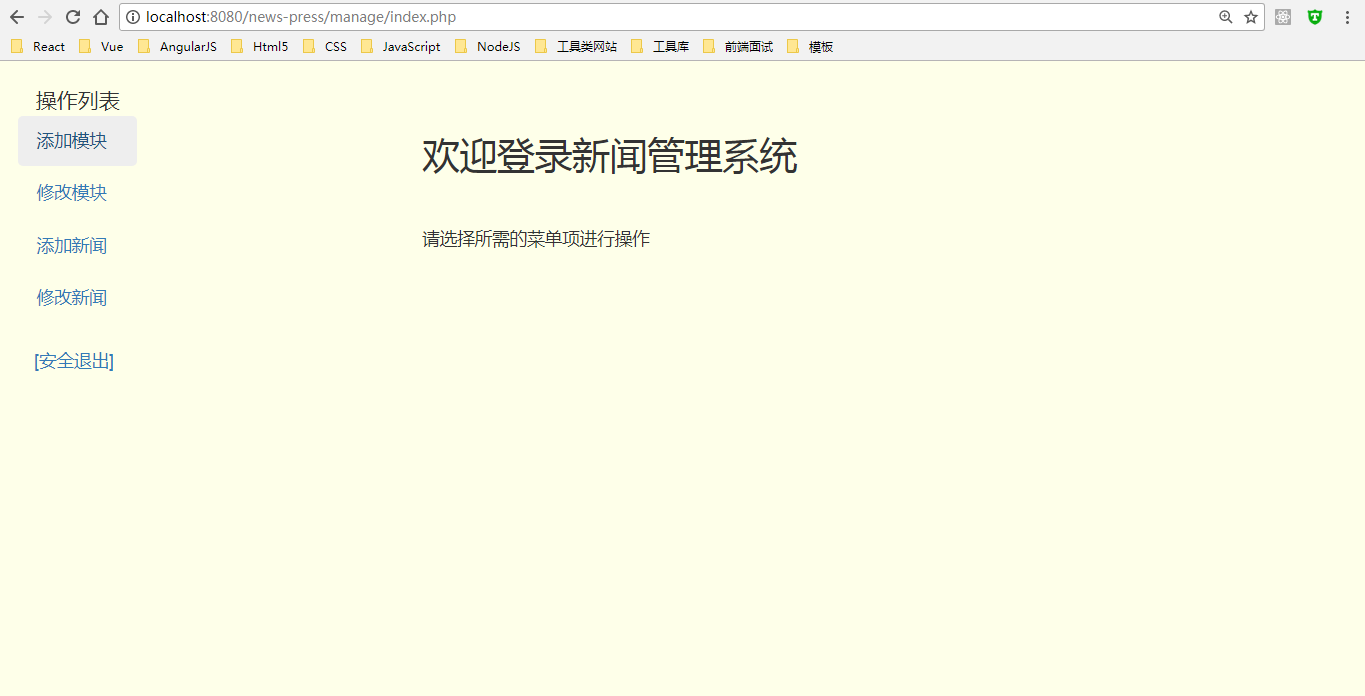 localhost:8080/news-press/manage/index.php
React Vue AngularJS Html5 CSS JavaScript NodeJS 工具类网站 工具库 前端面试 模板
操作列表
添加模块
修改模块
添加新闻
修改新闻
[安全退出]
欢迎登录新闻管理系统
请选择所需的菜单项进行操作